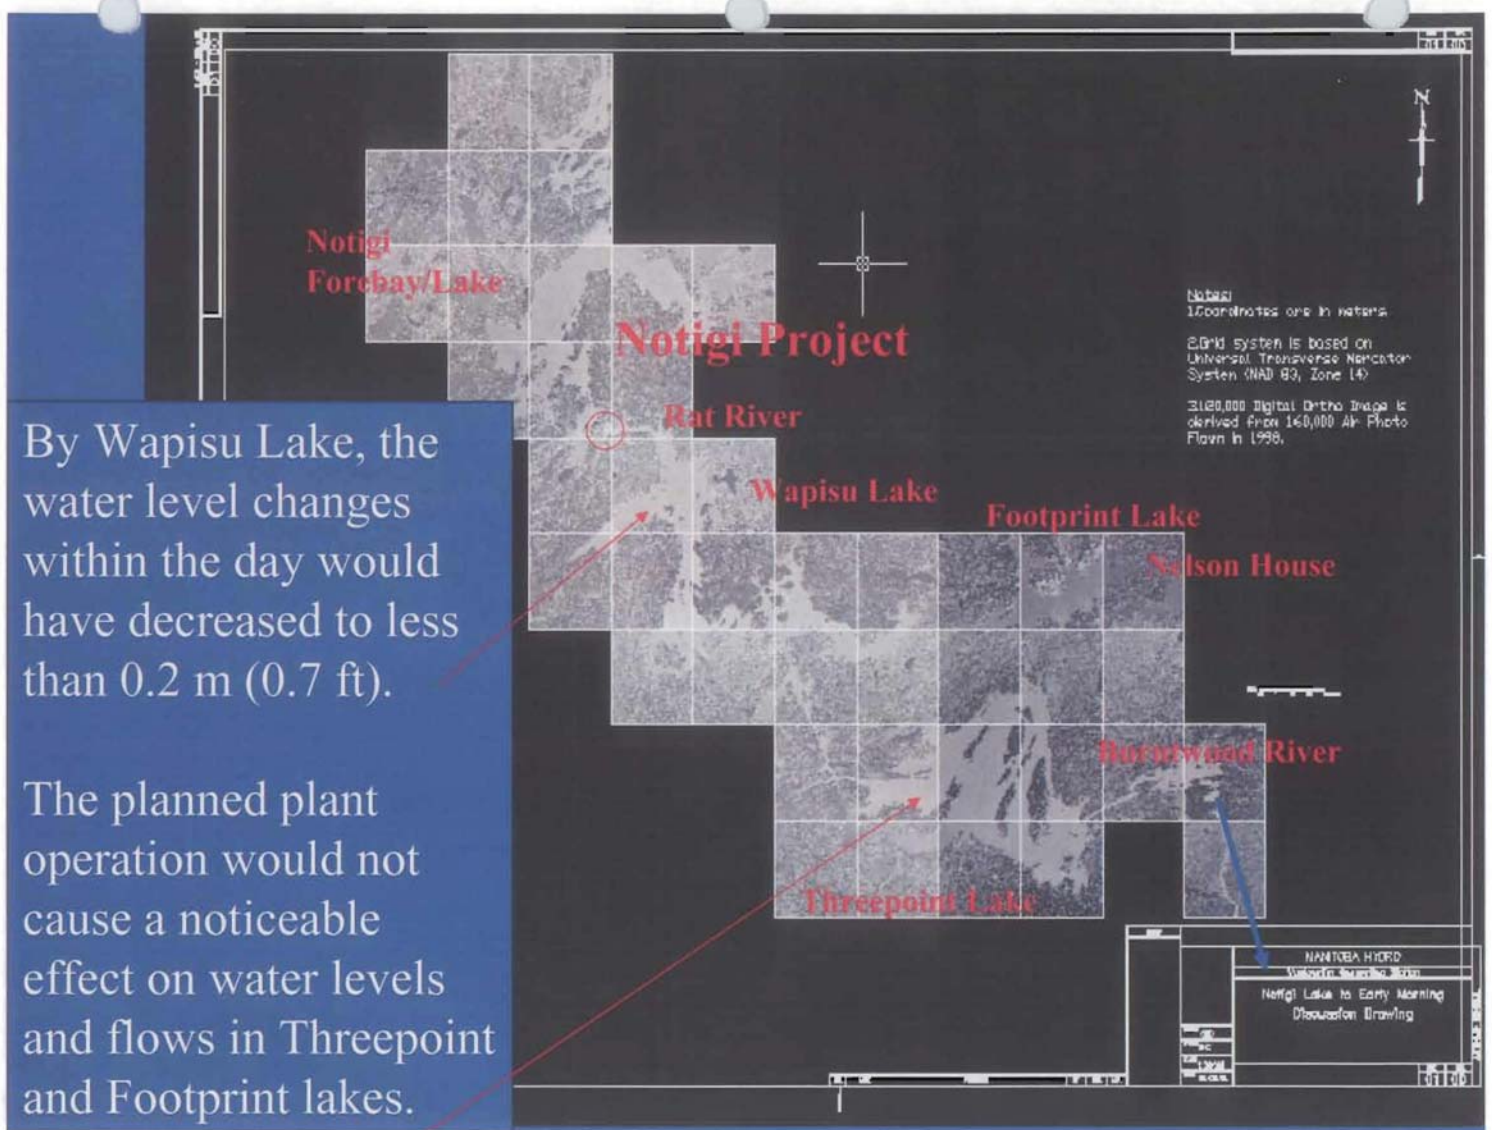 Notigi
Forebay/Lake
Notigi Project
Rat River
Wapisu Lake
Footprint Lake
Nelson House
Burntwood River
Threepoint Lake
N
Notes:
1.Coordinates are in meters.
2.Grid system is based on
Universal Transverse Mercator
System (NAD 83, Zone 14)
3.1:20,000 Digital Ortho Image is
derived from 1:60,000 Air Photo
Flown in 1998.
By Wapisu Lake, the
water level changes
within the day would
have decreased to less
than 0.2 m (0.7 ft).
The planned plant
operation would not
cause a noticeable
effect on water levels
and flows in Threepoint
and Footprint lakes.
MANITOBA HYDRO
Notigi Lake to Early Morning
Discussion Drawing